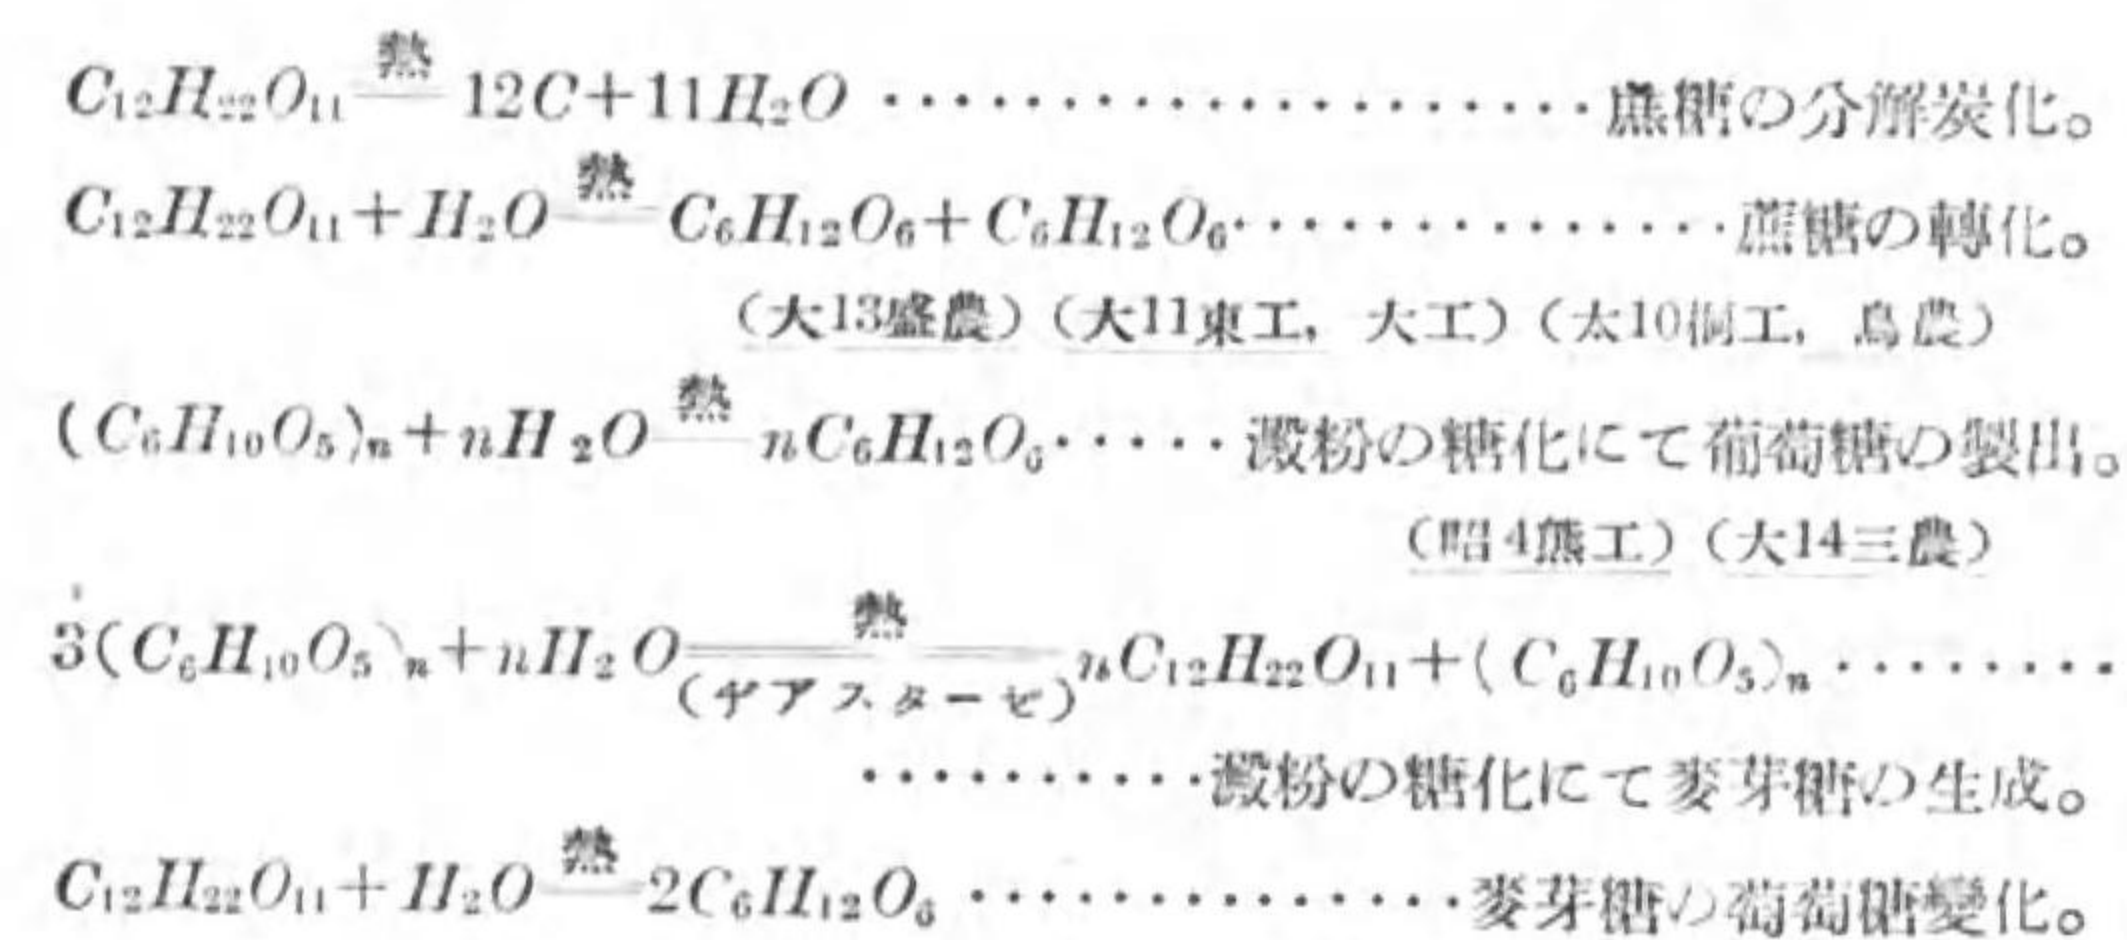 C₁₂H₂₂O₁₁ 熱= 12C+11H₂O ····················蔗糖の分解炭化。
C₁₂H₂₂O₁₁+H₂O 熱= C₆H₁₂O₆+C₆H₁₂O₆···············蔗糖の轉化。
(大13盛農)(大11東工, 大工)(大10 工, 鳥農)
(C₆H₁₀O₅)ₙ+nH₂O 熱= nC₆H₁₂O₆·····澱粉の糖化にて葡萄糖の製出。
(昭4熊工)(大14三農)
3(C₆H₁₀O₅)ₙ+nH₂O 熱=(ヂアスターゼ) nC₁₂H₂₂O₁₁+(C₆H₁₀O₅)ₙ········
··········澱粉の糖化にて麥芽糖の生成。
C₁₂H₂₂O₁₁+H₂O 熱= 2C₆H₁₂O₆ ··············麥芽糖の葡萄糖變化。